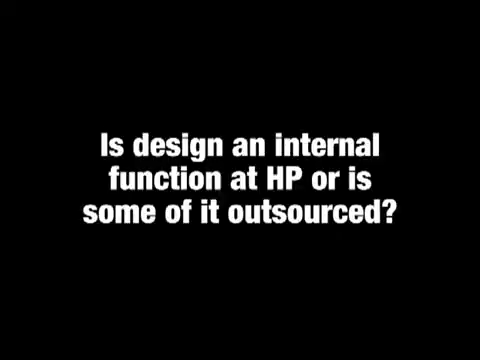 Is design an internal
function at HP or is
some of it outsourced?